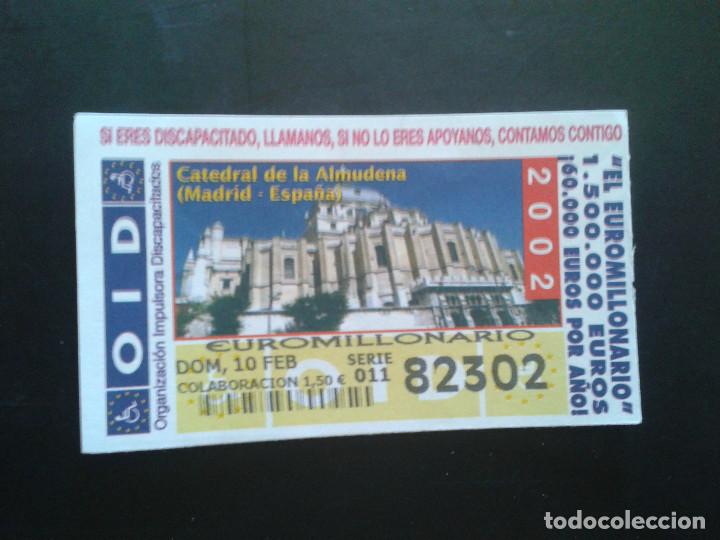 SI ERES DISCAPACITADO, LLAMANOS, SI NO LO ERES APOYANOS, CONTAMOS CONTIGO
OID
Organización Impulsora Discapacitados
Catedral de la Almudena
(Madrid - España)
2002
EUROMILLONARIO
DOM, 10 FEB
COLABORACION 1,50 €
SERIE
011
82302
"EL EUROMILLONARIO"
1.500.000 EUROS
¡60.000 EUROS POR AÑO!
todocoleccion.net